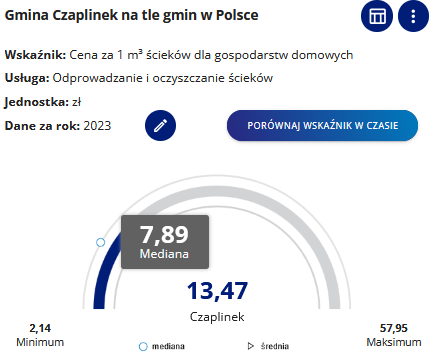 Gmina Czaplinek na tle gmin w Polsce
Wskaźnik: Cena za 1 m³ ścieków dla gospodarstw domowych
Usługa: Odprowadzanie i oczyszczanie ścieków
Jednostka: zł
Dane za rok: 2023
PORÓWNAJ WSKAŹNIK W CZASIE
7,89
Mediana
13,47
Czaplinek
2,14
Minimum
57,95
Maksimum
mediana
średnia